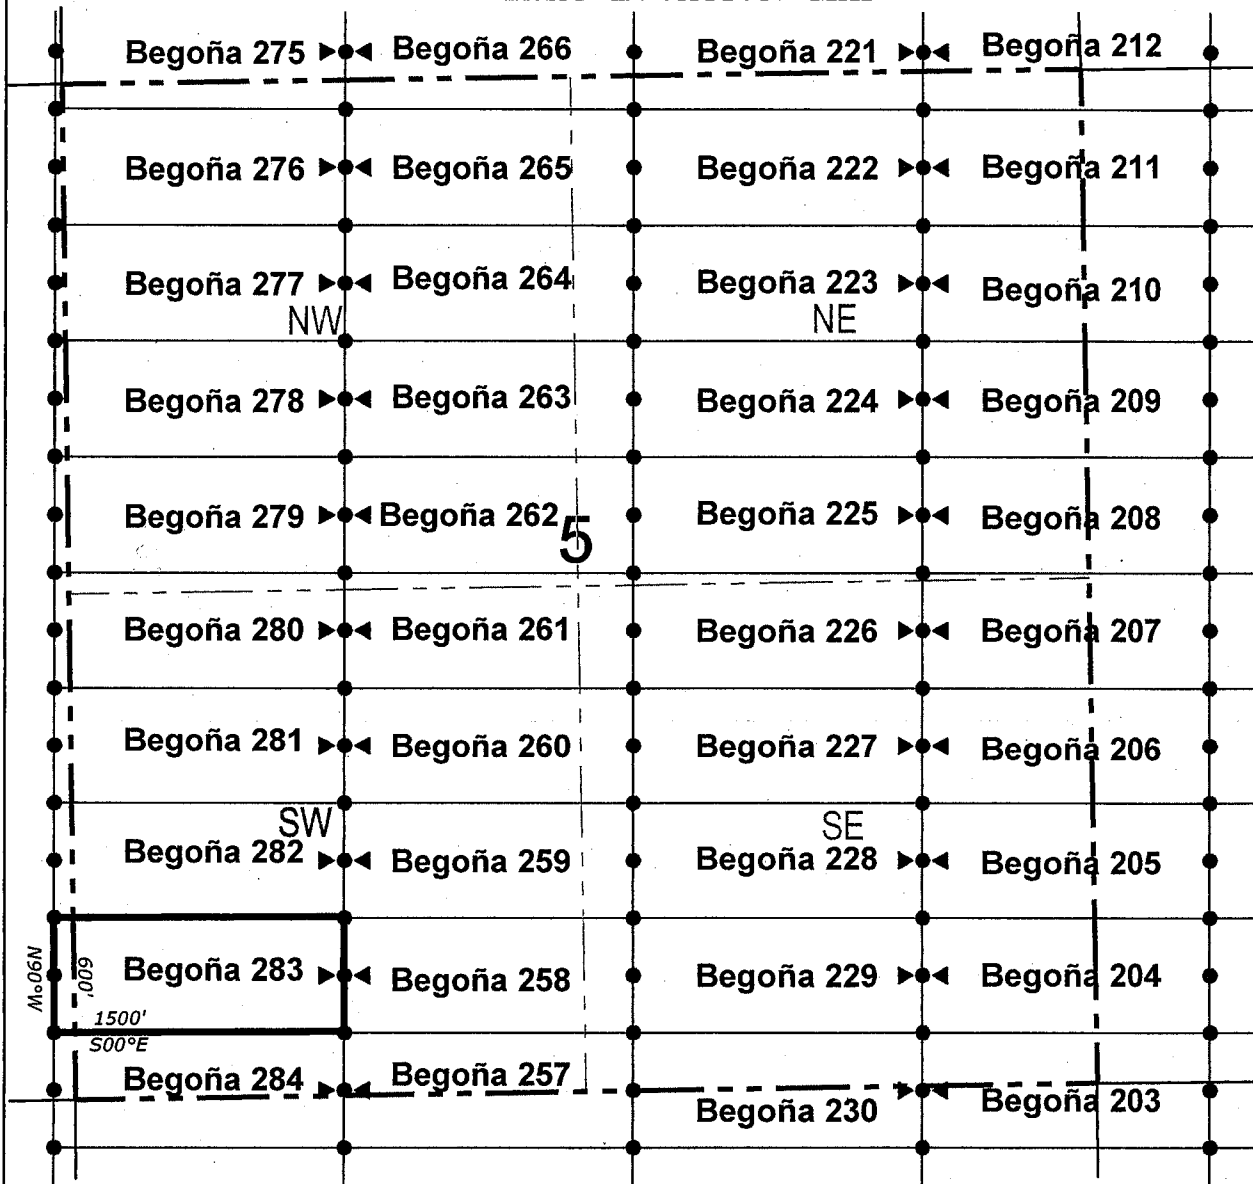 Begoña 275 Begoña 266 Begoña 221 Begoña 212
Begoña 276 Begoña 265 Begoña 222 Begoña 211
Begoña 277 Begoña 264 Begoña 223 Begoña 210
NW NE
Begoña 278 Begoña 263 Begoña 224 Begoña 209
Begoña 279 Begoña 262 5 Begoña 225 Begoña 208
Begoña 280 Begoña 261 Begoña 226 Begoña 207
Begoña 281 Begoña 260 Begoña 227 Begoña 206
SW SE
Begoña 282 Begoña 259 Begoña 228 Begoña 205
N90°W 600' Begoña 283 Begoña 258 Begoña 229 Begoña 204
1500'
S00°E
Begoña 284 Begoña 257 Begoña 230 Begoña 203